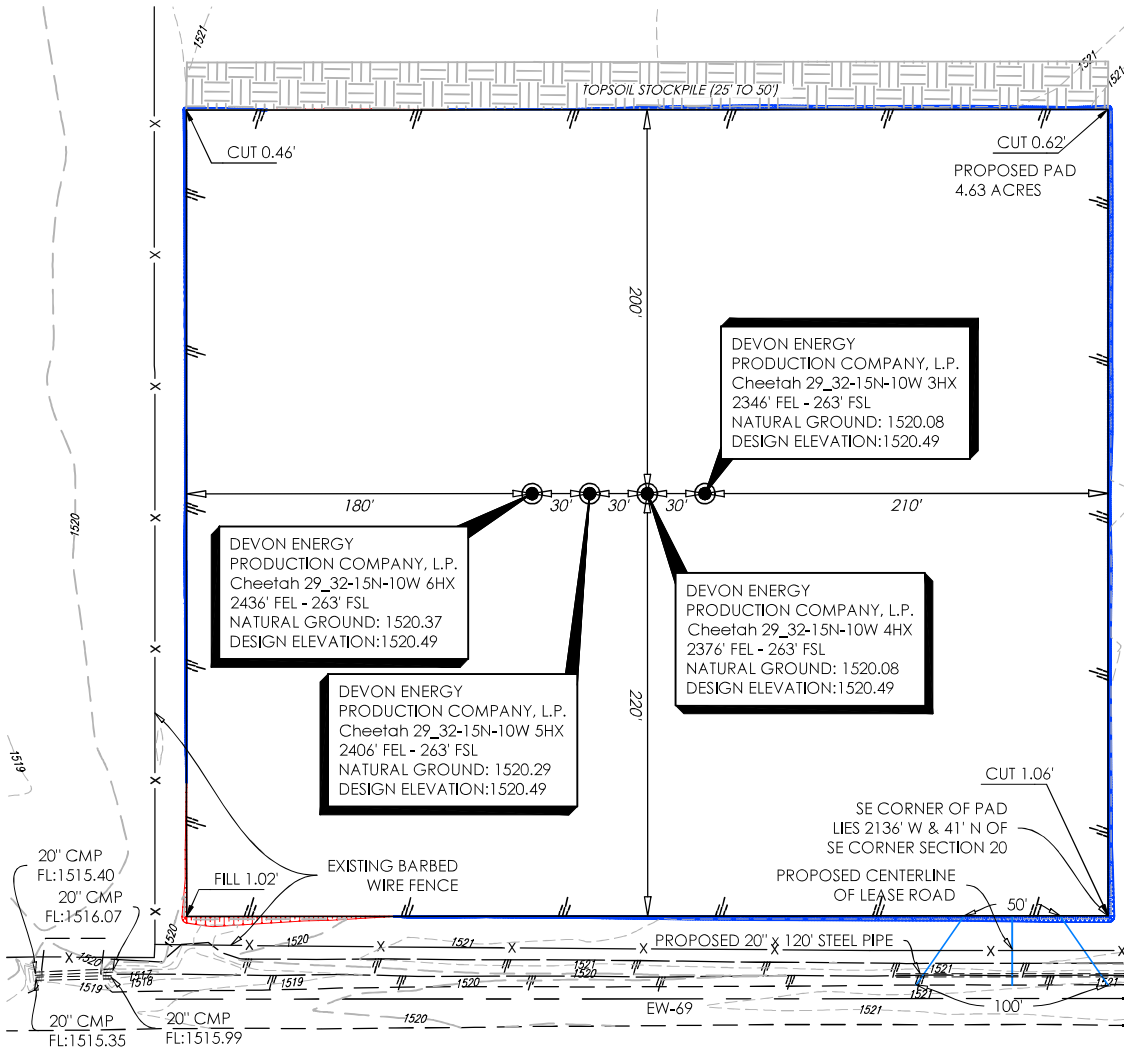 1521
1521
1521
TOPSOIL STOCKPILE (25' TO 50')
CUT 0.46'
CUT 0.62'
PROPOSED PAD
4.63 ACRES
200'
DEVON ENERGY
PRODUCTION COMPANY, L.P.
Cheetah 29_32-15N-10W 3HX
2346' FEL - 263' FSL
NATURAL GROUND: 1520.08
DESIGN ELEVATION:1520.49
180'
30'
30'
30'
210'
1520
DEVON ENERGY
PRODUCTION COMPANY, L.P.
Cheetah 29_32-15N-10W 6HX
2436' FEL - 263' FSL
NATURAL GROUND: 1520.37
DESIGN ELEVATION:1520.49
DEVON ENERGY
PRODUCTION COMPANY, L.P.
Cheetah 29_32-15N-10W 4HX
2376' FEL - 263' FSL
NATURAL GROUND: 1520.08
DESIGN ELEVATION:1520.49
DEVON ENERGY
PRODUCTION COMPANY, L.P.
Cheetah 29_32-15N-10W 5HX
2406' FEL - 263' FSL
NATURAL GROUND: 1520.29
DESIGN ELEVATION:1520.49
220'
1519
CUT 1.06'
SE CORNER OF PAD
LIES 2136' W & 41' N OF
SE CORNER SECTION 20
20" CMP
FL:1515.40
20" CMP
FL:1516.07
FILL 1.02'
EXISTING BARBED
WIRE FENCE
PROPOSED CENTERLINE
OF LEASE ROAD
50'
1520
1520
1521
PROPOSED 20" x 120' STEEL PIPE
1520
1517
1518
1519
1519
1520
1521
1520
1521
1521
1521
100'
EW-69
1521
1520
20" CMP
FL:1515.35
20" CMP
FL:1515.99